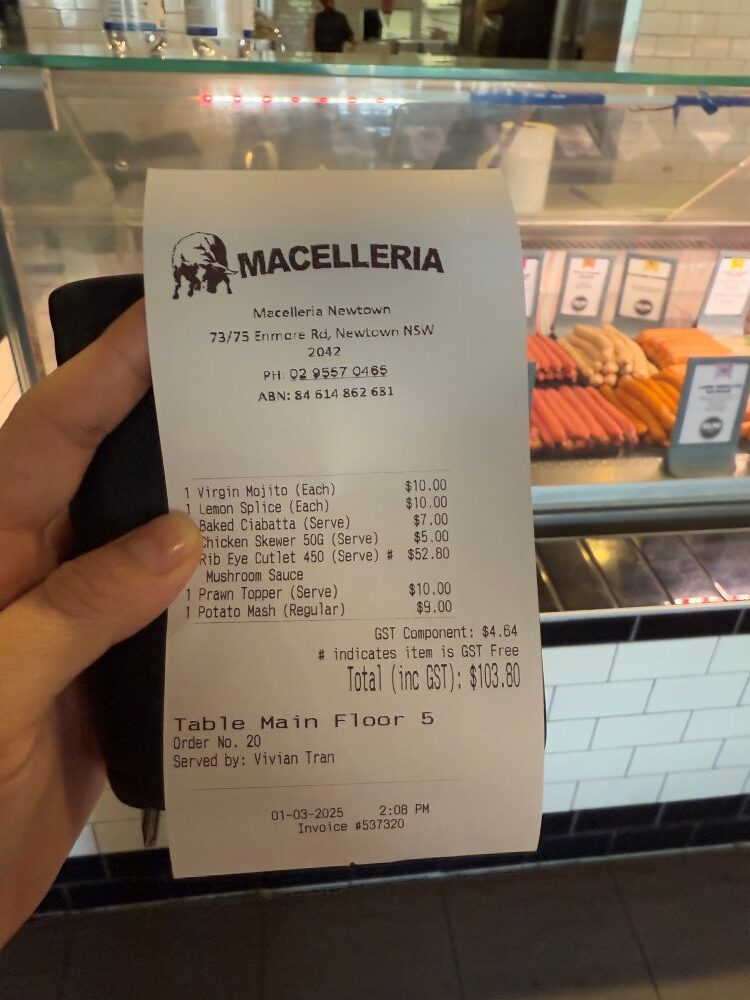 MACELLERIA
Macelleria Newtown
73/75 Enmore Rd, Newtown NSW
2042
PH: 02 9557 0465
ABN: 84 614 862 681
1 Virgin Mojito (Each) $10.00
1 Lemon Splice (Each) $10.00
Baked Ciabatta (Serve) $7.00
Chicken Skewer 50G (Serve) $5.00
Rib Eye Cutlet 450 (Serve) # $52.80
Mushroom Sauce
1 Prawn Topper (Serve) $10.00
1 Potato Mash (Regular) $9.00
GST Component: $4.64
# indicates item is GST Free
Total (inc GST): $103.80
Table Main Floor 5
Order No. 20
Served by: Vivian Tran
01-03-2025 2:08 PM
Invoice #537320